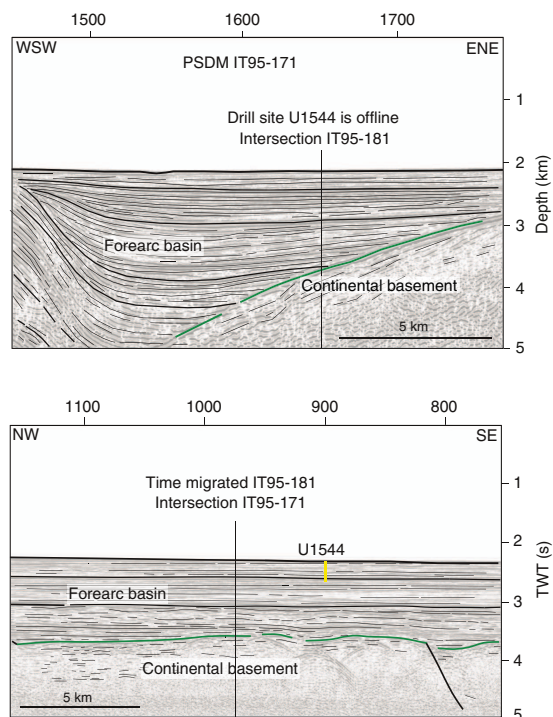 1500 1600 1700
WSW ENE
PSDM IT95-171
Drill site U1544 is offline
Intersection IT95-181
1
2
3
4
5
Depth (km)
Forearc basin
Continental basement
5 km
1100 1000 900 800
NW SE
Time migrated IT95-181
Intersection IT95-171
U1544
1
2
3
4
5
TWT (s)
Forearc basin
Continental basement
5 km